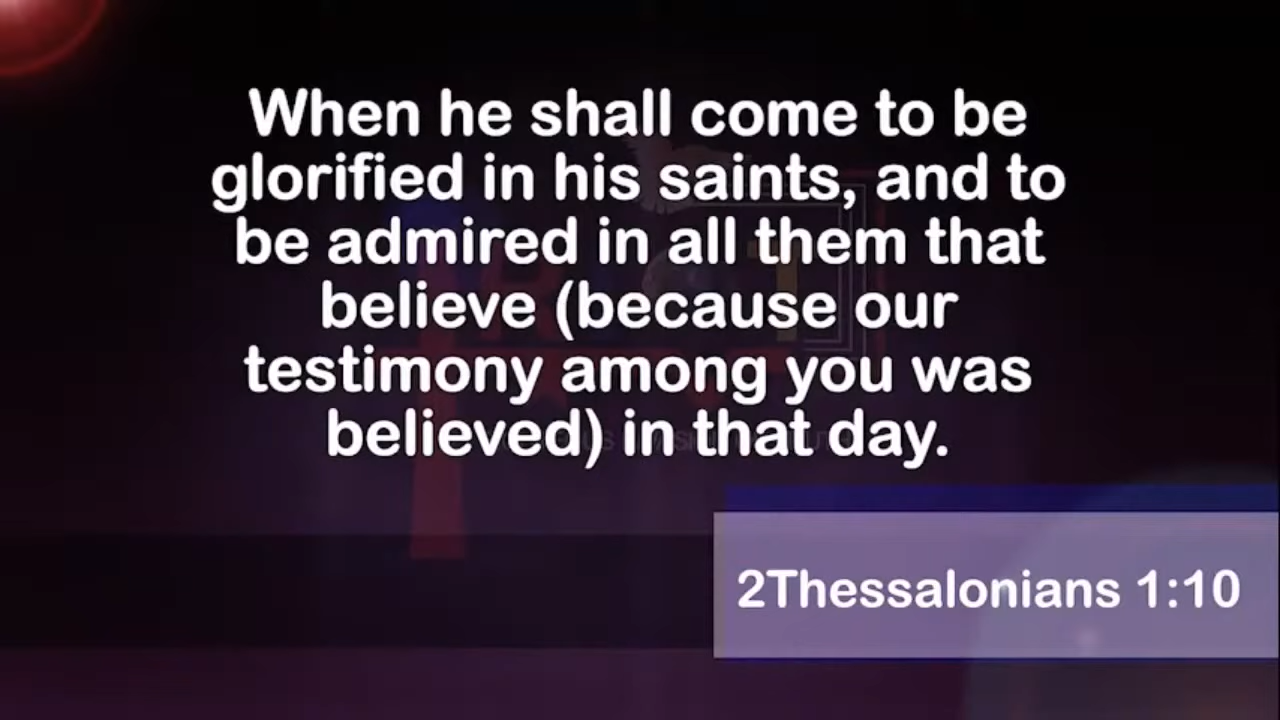 When he shall come to be
glorified in his saints, and to
be admired in all them that
believe (because our
testimony among you was
believed) in that day.
2Thessalonians 1:10